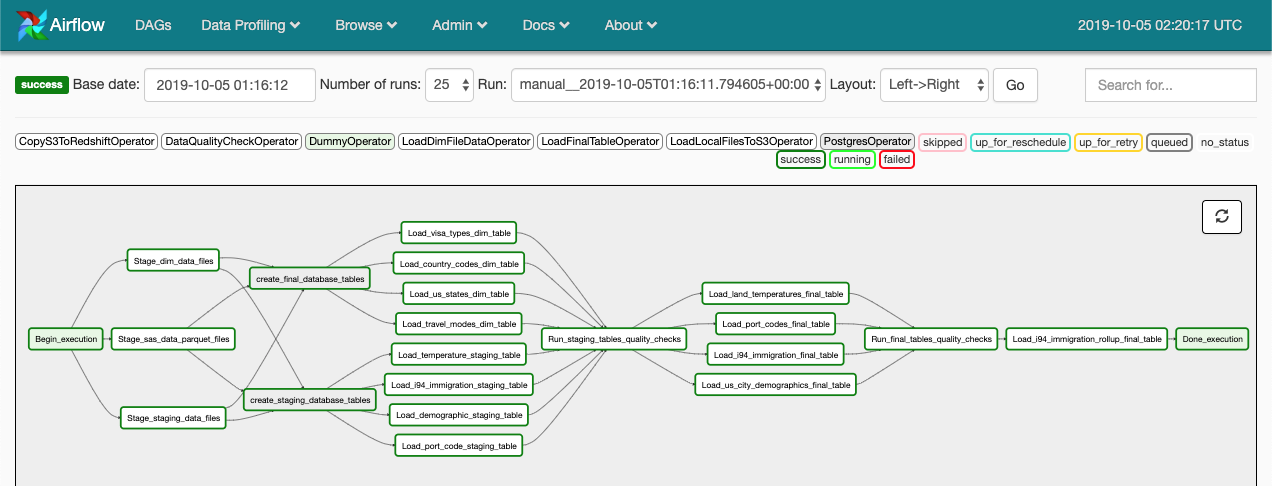 Airflow DAGs Data Profiling Browse Admin Docs About 2019-10-05 02:20:17 UTC
success Base date: 2019-10-05 01:16:12 Number of runs: 25 Run: manual__2019-10-05T01:16:11.794605+00:00 Layout: Left->Right Go Search for...
CopyS3ToRedshiftOperator DataQualityCheckOperator DummyOperator LoadDimFileDataOperator LoadFinalTableOperator LoadLocalFilesToS3Operator PostgresOperator skipped up_for_reschedule up_for_retry queued no_status
success running failed
Load_visa_types_dim_table
Stage_dim_data_files Load_country_codes_dim_table
create_final_database_tables
Load_us_states_dim_table Load_land_temperatures_final_table
Load_travel_modes_dim_table Load_port_codes_final_table
Begin_execution Stage_sas_data_parquet_files Run_staging_tables_quality_checks Run_final_tables_quality_checks Load_i94_immigration_rollup_final_table Done_execution
Load_temperature_staging_table Load_i94_immigration_final_table
Load_i94_immigration_staging_table Load_us_city_demographics_final_table
create_staging_database_tables
Stage_staging_data_files Load_demographic_staging_table
Load_port_code_staging_table